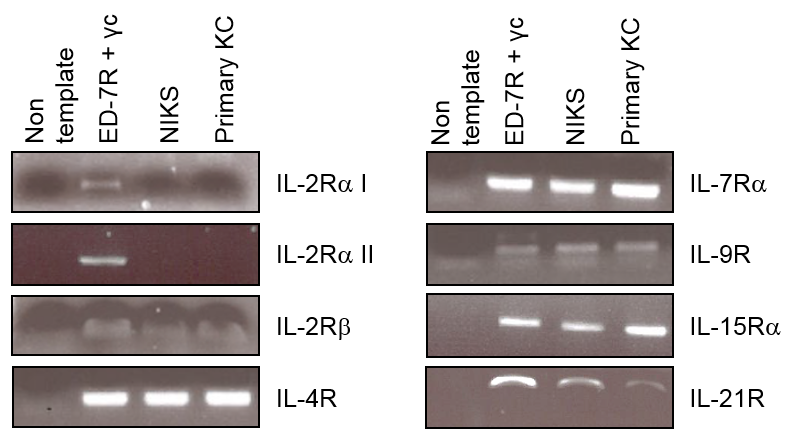 Non
template
ED-7R + γc
NIKS
Primary KC
IL-2Rα I
IL-2Rα II
IL-2Rβ
IL-4R
Non
template
ED-7R + γc
NIKS
Primary KC
IL-7Rα
IL-9R
IL-15Rα
IL-21R